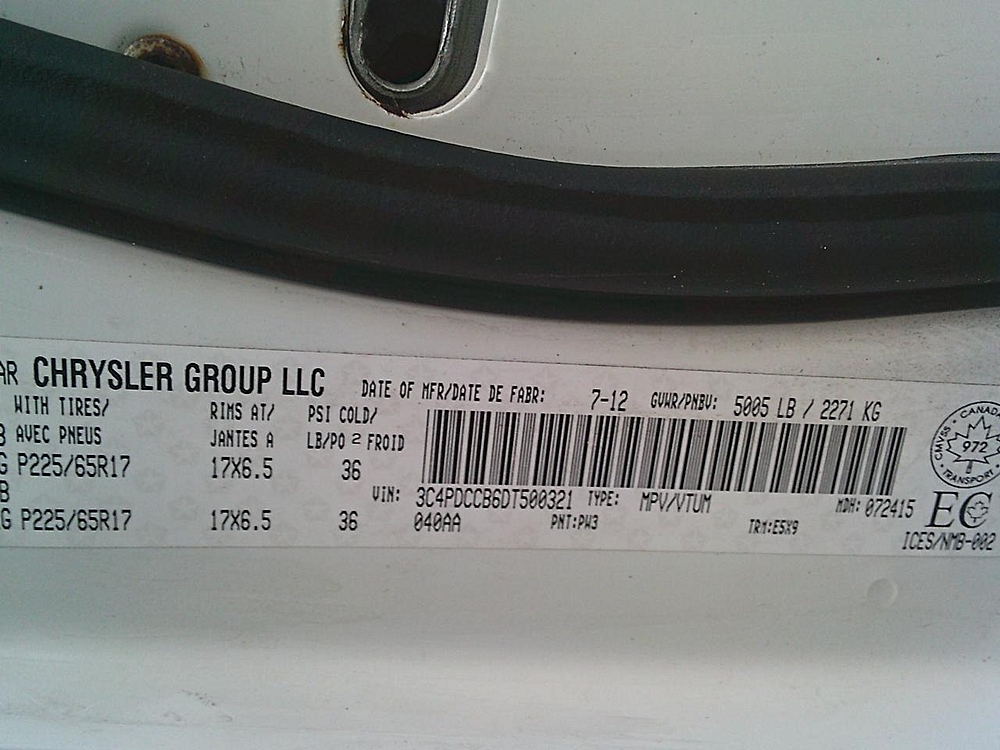 AR CHRYSLER GROUP LLC DATE OF MFR/DATE DE FABR: 7-12 GVWR/PNBV: 5005 LB / 2271 KG
WITH TIRES/ RIMS AT/ PSI COLD/
B AVEC PNEUS JANTES A LB/PO 2 FROID
G P225/65R17 17X6.5 36
B VIN: 3C4PDCCB6DT500321 TYPE: MPV/VTUM MDH: 072415
G P225/65R17 17X6.5 36 040AA PNT:PW3 TRM:E5X9
CANADA
CMVSS
972
8
TRANSPORT
EC
ICES/NMB-002